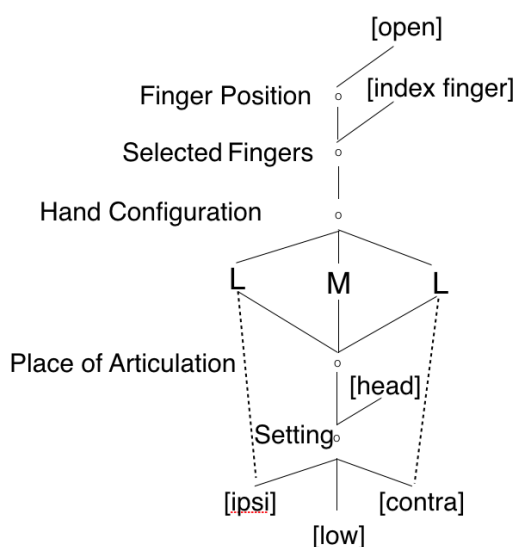 [open]
Finger Position
[index finger]
Selected Fingers
Hand Configuration
L M L
Place of Articulation
[head]
Setting
[ipsi] [contra]
[low]